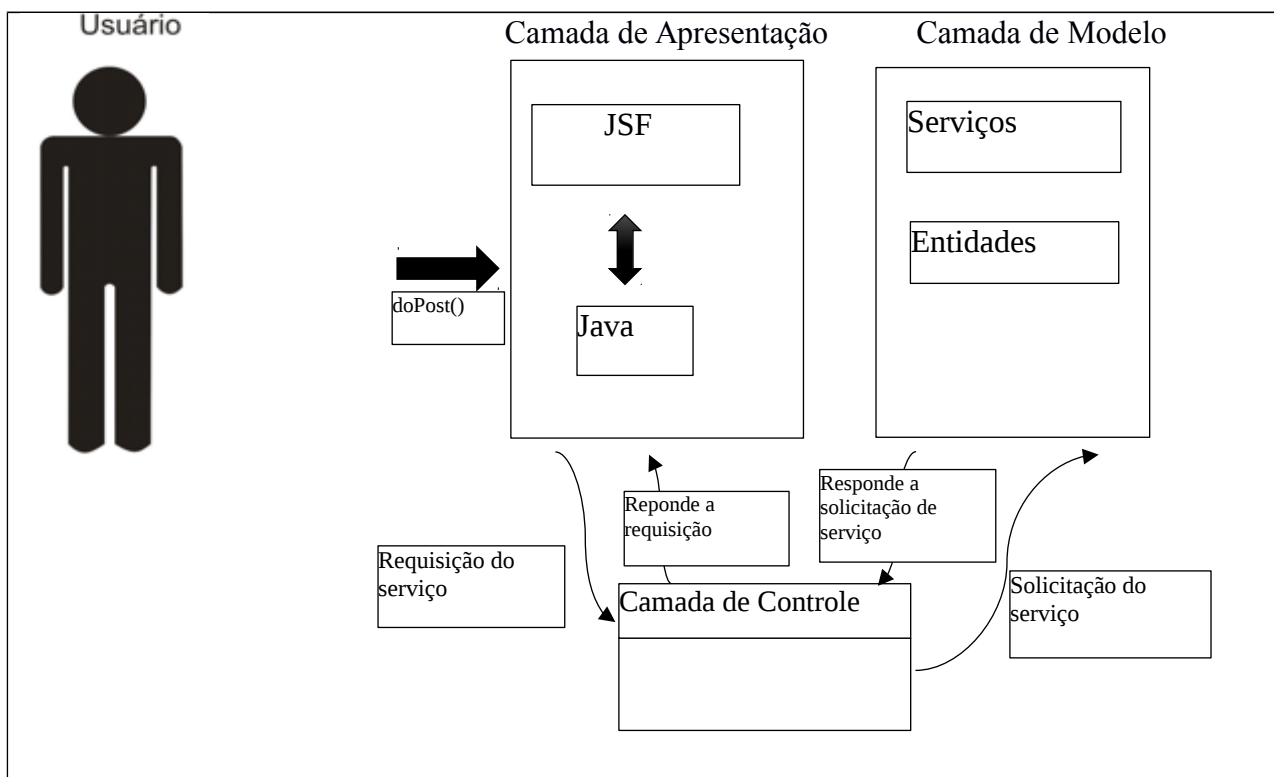 Usuário
Camada de Apresentação
Camada de Modelo
JSF
Serviços
Entidades
doPost()
Java
Reponde a
requisição
Responde a
solicitação de
serviço
Requisição do
serviço
Camada de Controle
Solicitação do
serviço